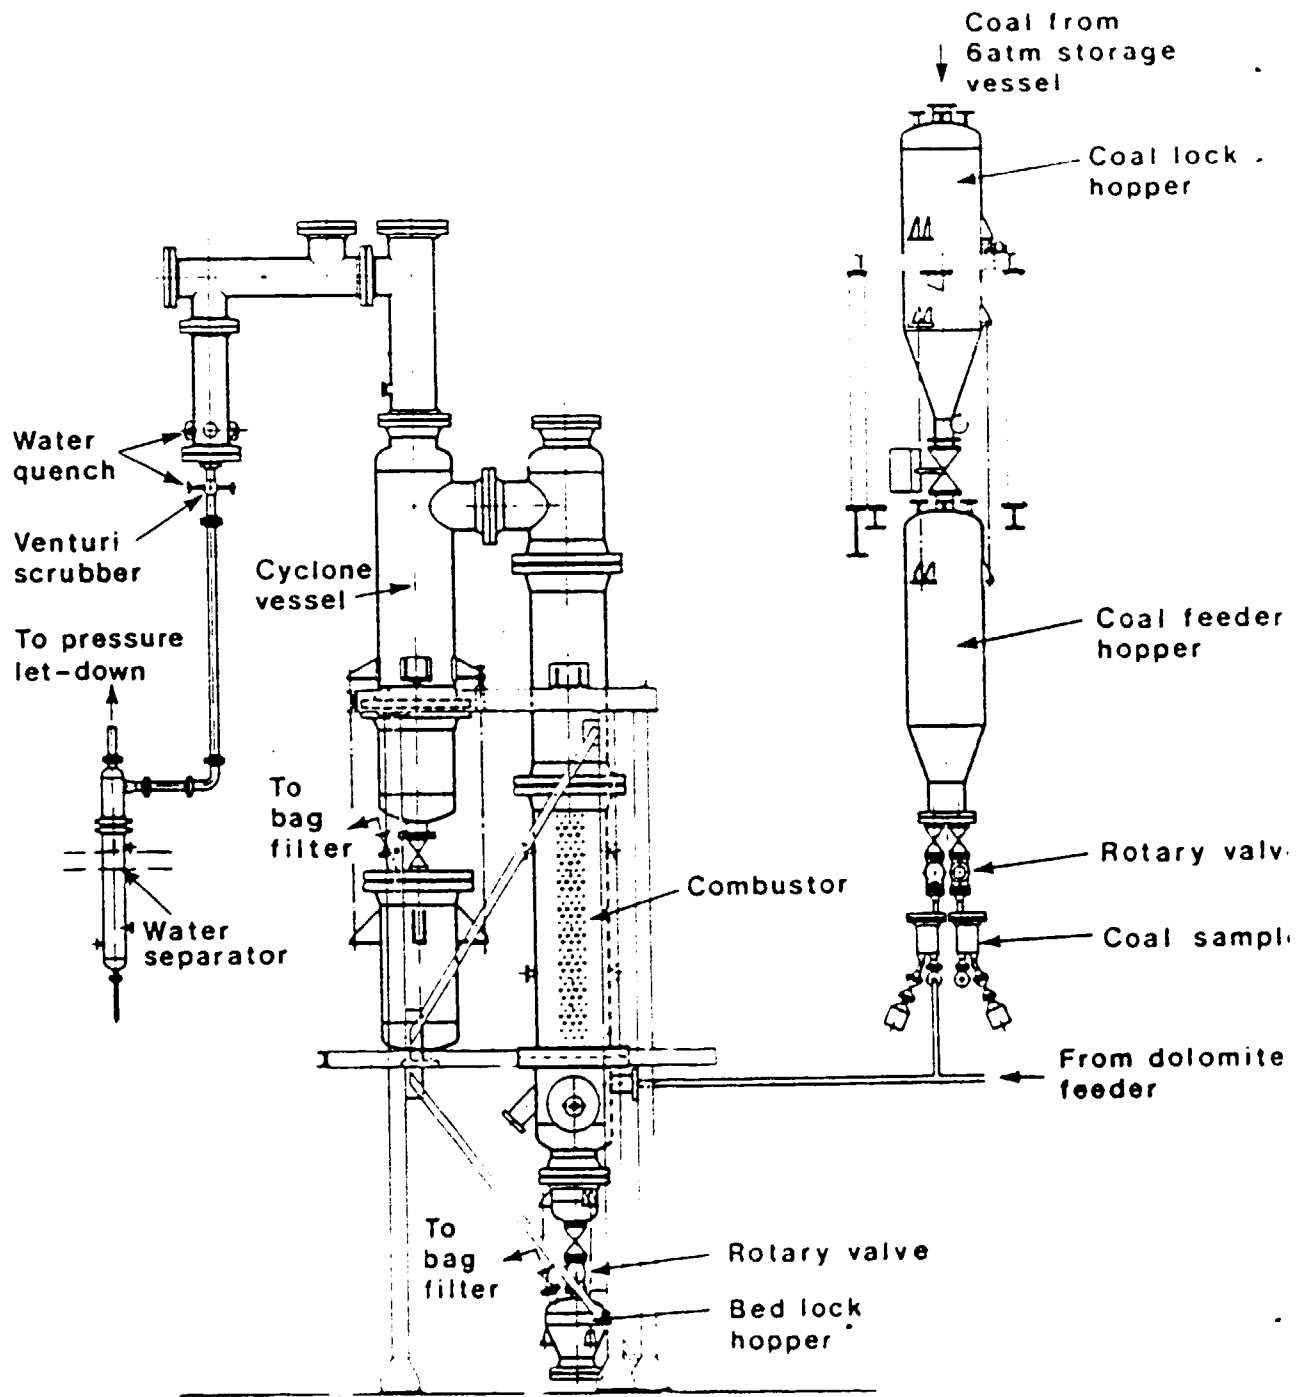 Coal from
6atm storage
vessel
Coal lock
hopper
Water
quench
Venturi
scrubber
Cyclone
vessel
To pressure
let-down
Coal feeder
hopper
To
bag
filter
Rotary
Combustor
Water
separator
Coal
From dolomite
feeder
To
bag
filter
Rotary valve
Bed lock
hopper